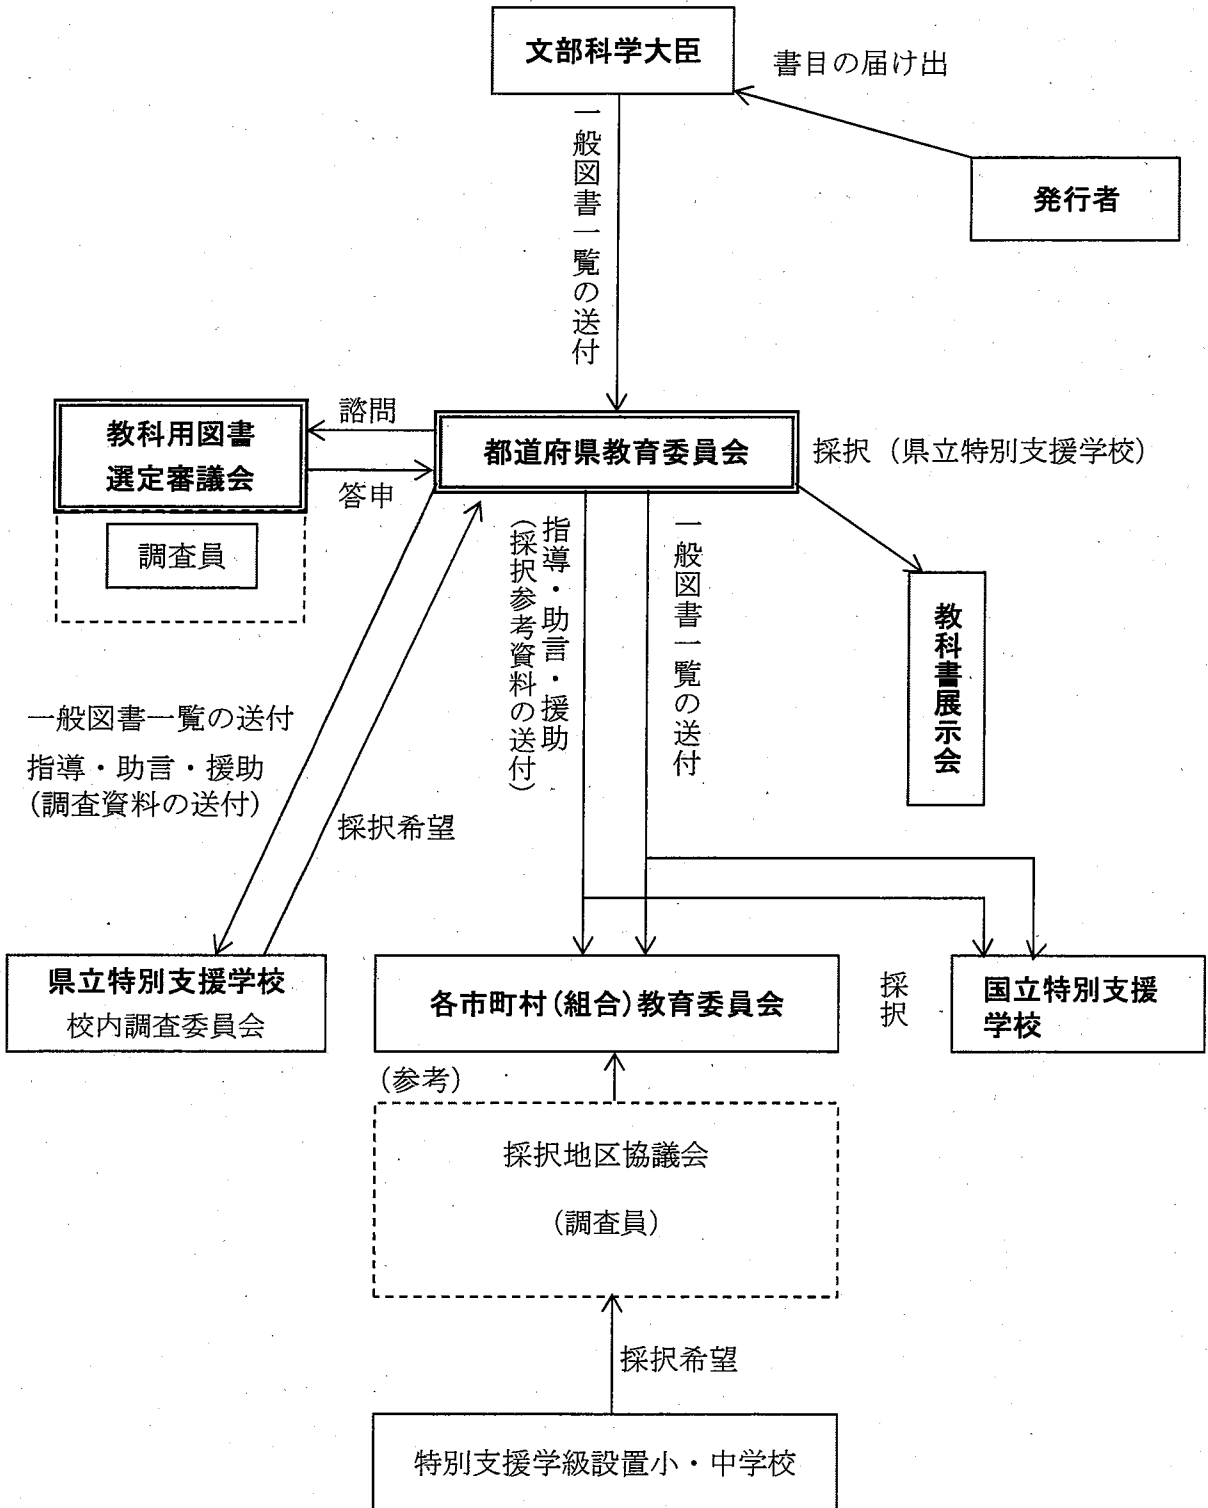 文部科学大臣
書目の届け出
発行者
一般図書一覧の送付
教科用図書
選定審議会
諮問
答申
調査員
都道府県教育委員会
採択（県立特別支援学校）
教科書展示会
指導・助言・援助
（採択参考資料の送付）
一般図書一覧の送付
一般図書一覧の送付
指導・助言・援助
（調査資料の送付）
採択希望
県立特別支援学校
校内調査委員会
各市町村（組合）教育委員会
採択
国立特別支援
学校
（参考）
採択地区協議会
（調査員）
採択希望
特別支援学級設置小・中学校